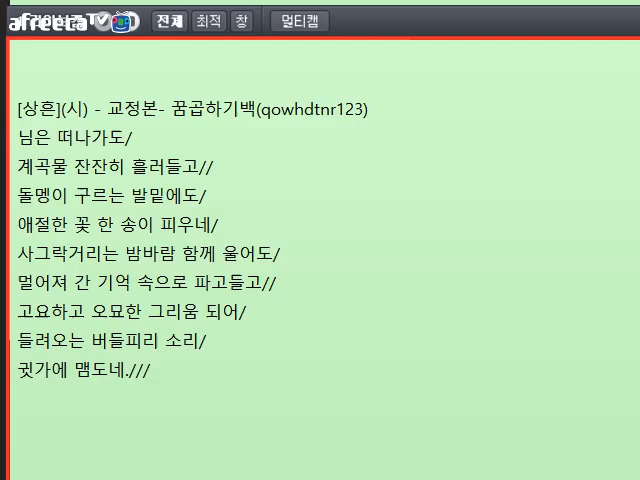 afreecaTV
전체 최적 창 멀티캠
[상흔](시) - 교정본- 꿈곱하기백(qowhdtnr123)
님은 떠나가도/
계곡물 잔잔히 흘러들고//
돌멩이 구르는 발밑에도/
애절한 꽃 한 송이 피우네/
사그락거리는 밤바람 함께 울어도/
멀어져 간 기억 속으로 파고들고//
고요하고 오묘한 그리움 되어/
들려오는 버들피리 소리/
귓가에 맴도네.///